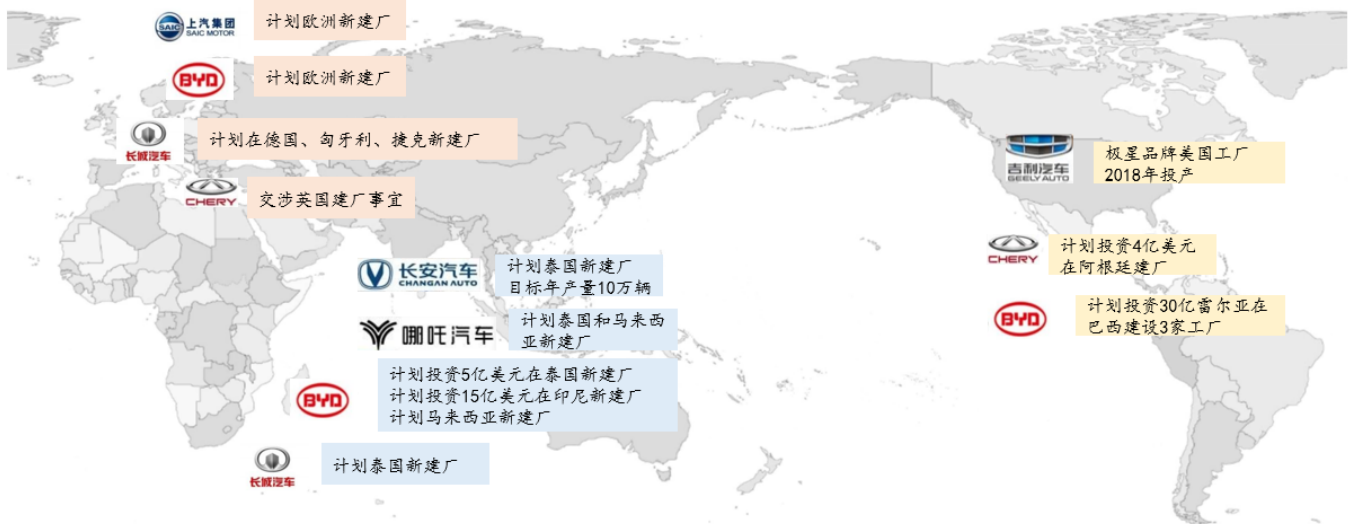 上汽集团
SAIC MOTOR
计划欧洲新建厂
BYD
计划欧洲新建厂
长城汽车
计划在德国、匈牙利、捷克新建厂
CHERY
交涉英国建厂事宜
长安汽车
CHANGAN AUTO
计划泰国新建厂
目标年产量10万辆
哪吒汽车
计划泰国和马来西
亚新建厂
BYD
计划投资5亿美元在泰国新建厂
计划投资15亿美元在印尼新建厂
计划马来西亚新建厂
长城汽车
计划泰国新建厂
吉利汽车
GEELY AUTO
极星品牌美国工厂
2018年投产
CHERY
计划投资4亿美元
在阿根廷建厂
BYD
计划投资30亿雷尔亚在
巴西建设3家工厂